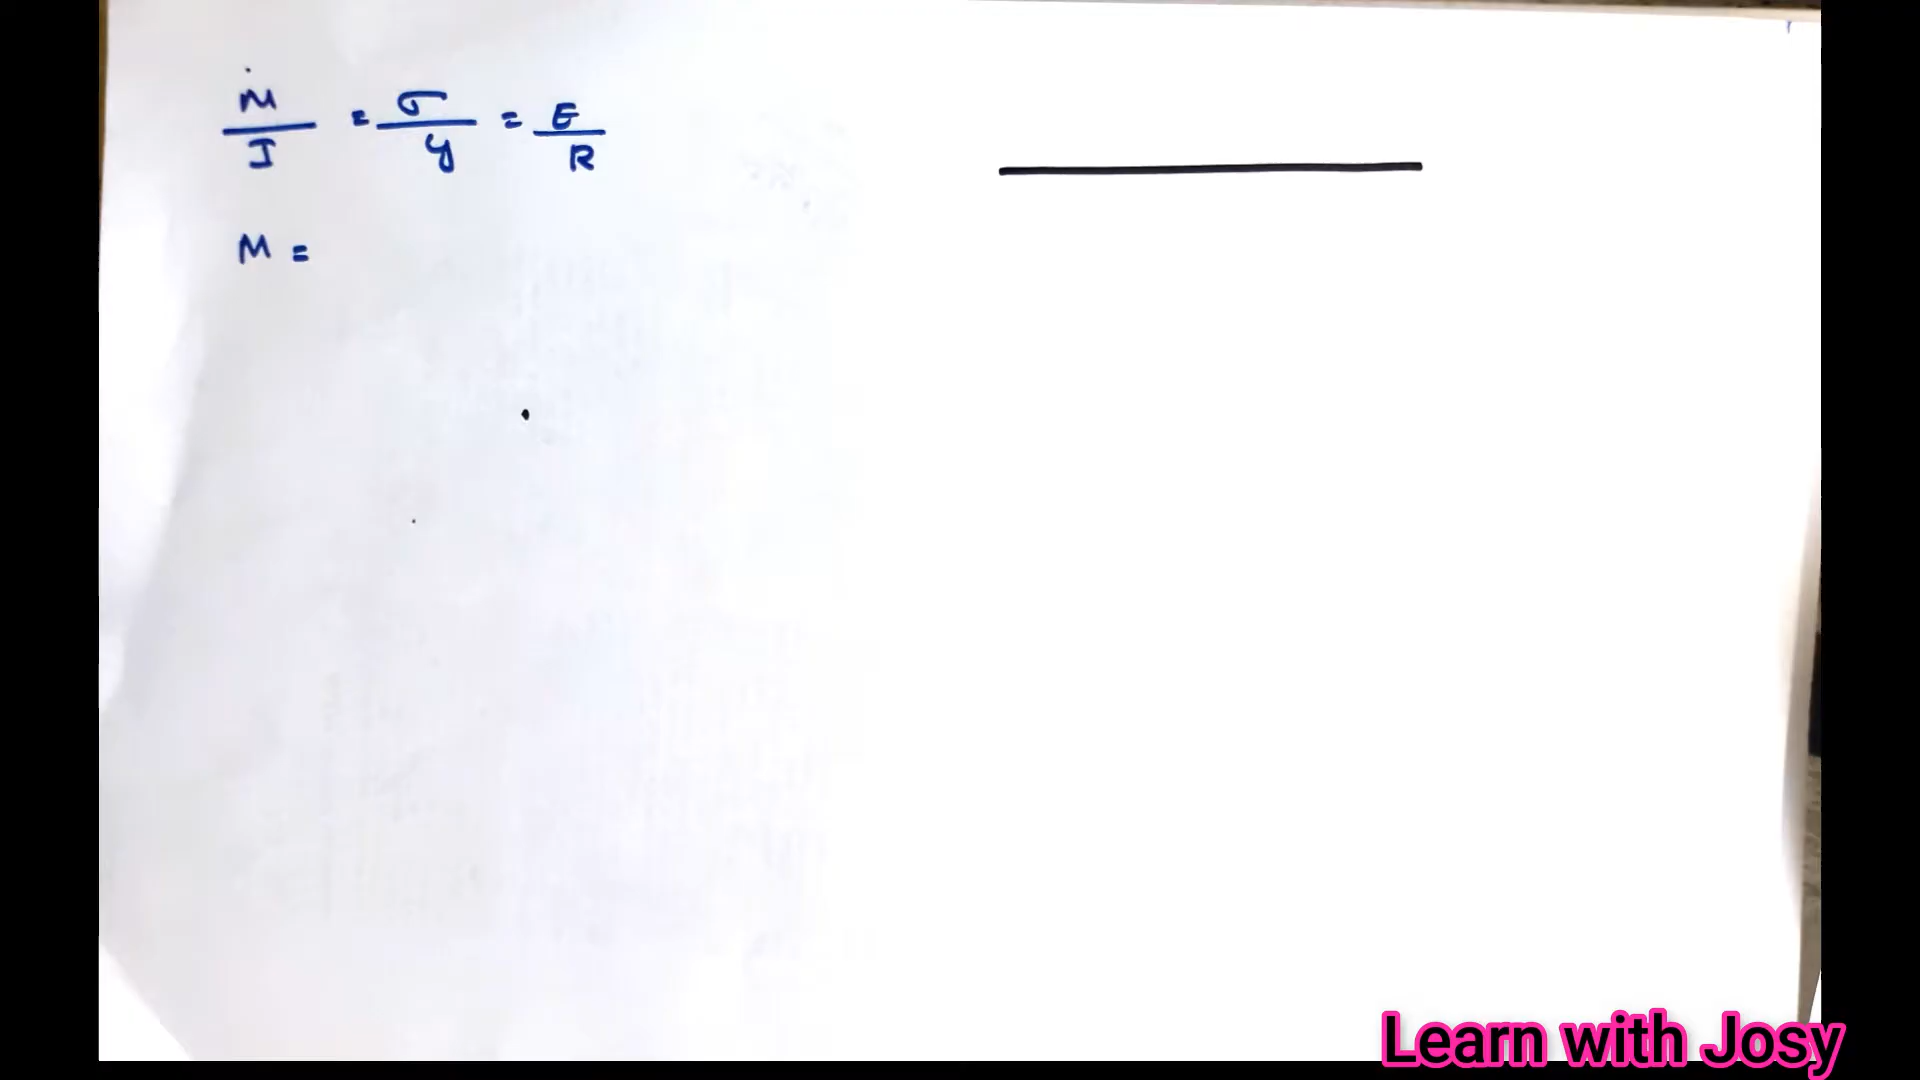 M/I = σ/y = E/R
M =
Learn with Josy